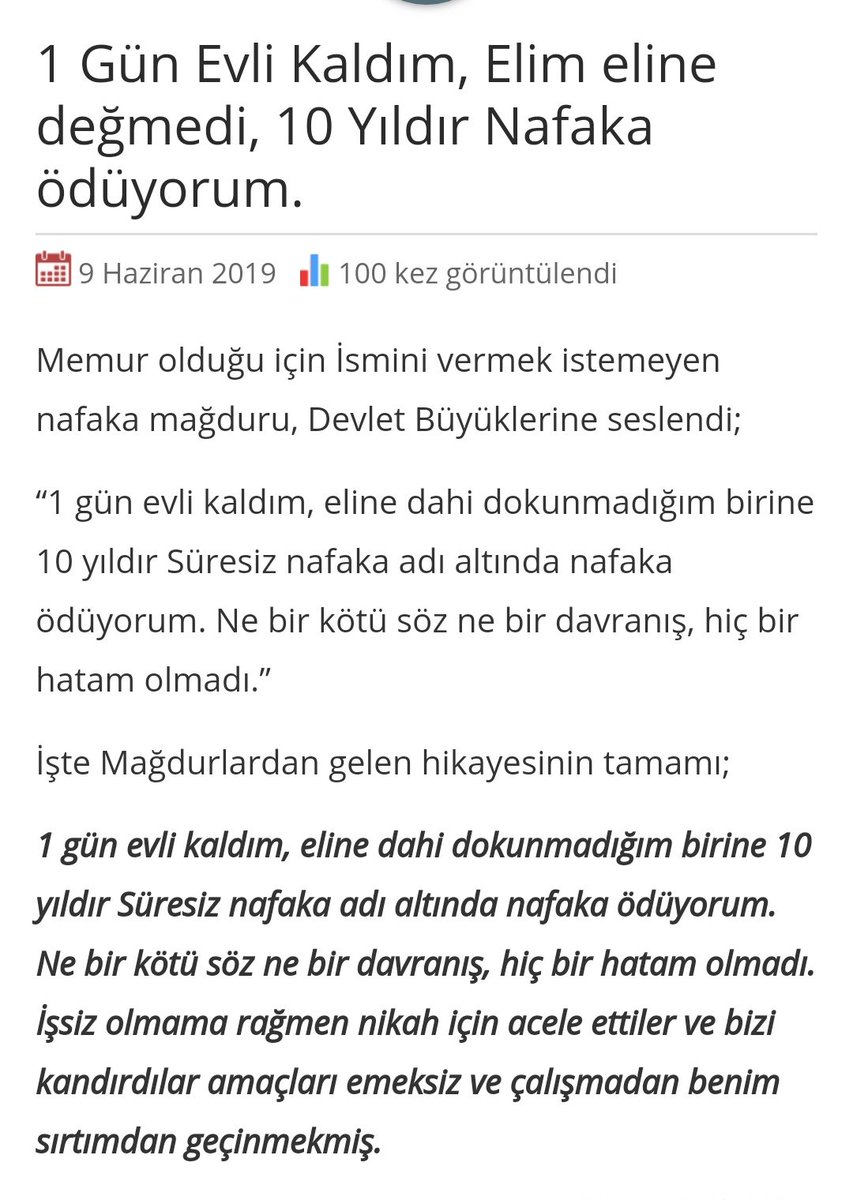 1 Gün Evli Kaldım, Elim eline
değmedi, 10 Yıldır Nafaka
ödüyorum.
9 Haziran 2019 100 kez görüntülendi
Memur olduğu için İsmini vermek istemeyen
nafaka mağduru, Devlet Büyüklerine seslendi;
“1 gün evli kaldım, eline dahi dokunmadığım birine
10 yıldır Süresiz nafaka adı altında nafaka
ödüyorum. Ne bir kötü söz ne bir davranış, hiç bir
hatam olmadı.”
İşte Mağdurlardan gelen hikayesinin tamamı;
1 gün evli kaldım, eline dahi dokunmadığım birine 10
yıldır Süresiz nafaka adı altında nafaka ödüyorum.
Ne bir kötü söz ne bir davranış, hiç bir hatam olmadı.
İşsiz olmama rağmen nikah için acele ettiler ve bizi
kandırdılar amaçları emeksiz ve çalışmadan benim
sırtımdan geçinmekmiş.